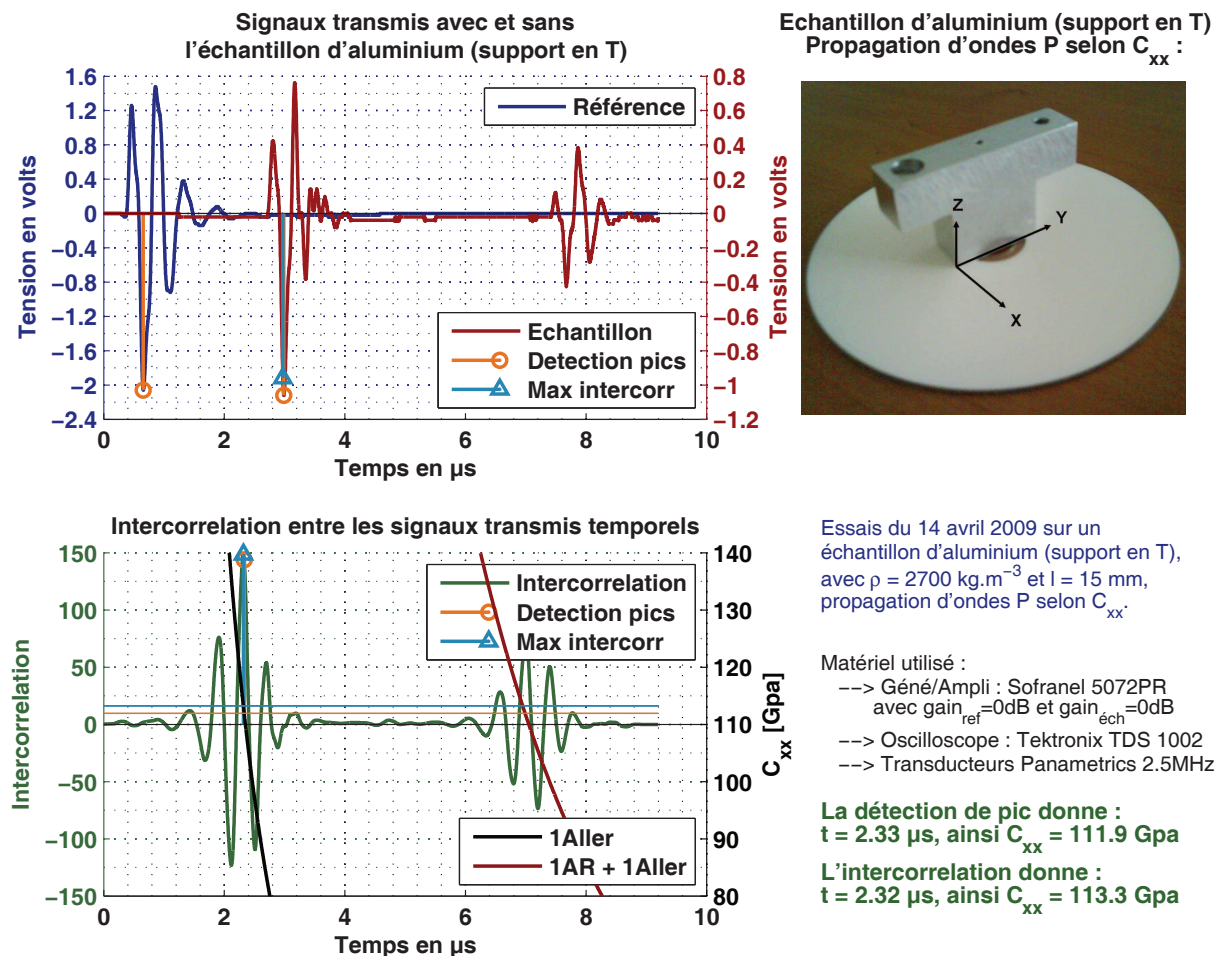 Signaux transmis avec et sans
l'échantillon d'aluminium (support en T)
1.6
1.2
0.8
0.4
0
−0.4
−0.8
−1.2
−1.6
−2
−2.4
Tension en volts
0.8
0.6
0.4
0.2
0
−0.2
−0.4
−0.6
−0.8
−1
−1.2
Tension en volts
Référence
Echantillon
Detection pics
Max intercorr
0 2 4 6 8 10
Temps en µs
Echantillon d'aluminium (support en T)
Propagation d'ondes P selon Cxx :
Z
Y
X
Intercorrelation entre les signaux transmis temporels
150
100
50
0
−50
−100
−150
Intercorrelation
140
130
120
110
100
90
80
Cxx [Gpa]
Intercorrelation
Detection pics
Max intercorr
1Aller
1AR + 1Aller
0 2 4 6 8 10
Temps en µs
Essais du 14 avril 2009 sur un
échantillon d'aluminium (support en T),
avec ρ = 2700 kg.m−3 et l = 15 mm,
propagation d'ondes P selon Cxx.
Matériel utilisé :
−−> Géné/Ampli : Sofranel 5072PR
avec gainref=0dB et gainéch=0dB
−−> Oscilloscope : Tektronix TDS 1002
−−> Transducteurs Panametrics 2.5MHz
La détection de pic donne :
t = 2.33 µs, ainsi Cxx = 111.9 Gpa
L'intercorrelation donne :
t = 2.32 µs, ainsi Cxx = 113.3 Gpa